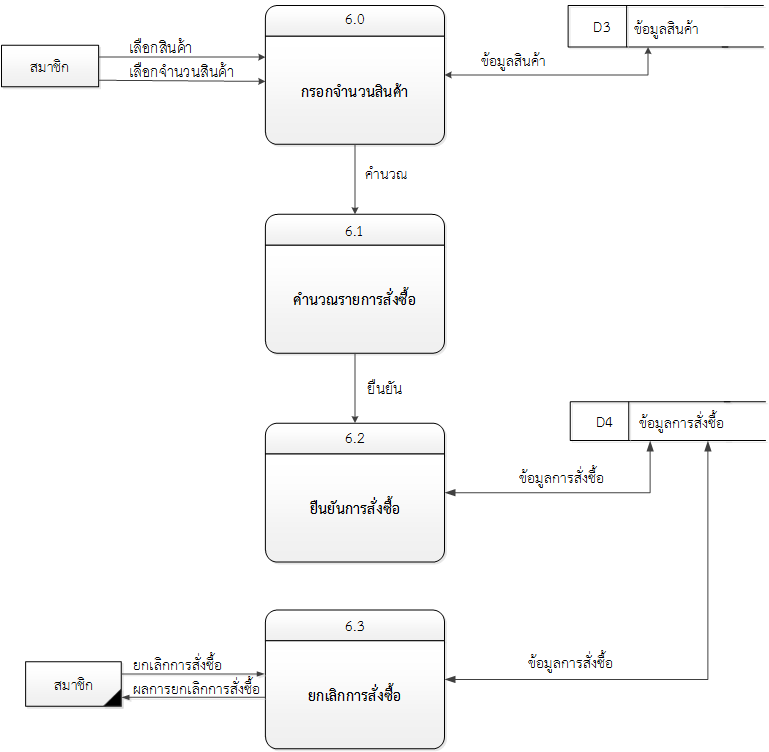 6.0
D3
ข้อมูลสินค้า
เลือกสินค้า
สมาชิก
เลือกจำนวนสินค้า
ข้อมูลสินค้า
กรอกจำนวนสินค้า
คำนวณ
6.1
คำนวณรายการสั่งซื้อ
ยืนยัน
D4
ข้อมูลการสั่งซื้อ
6.2
ข้อมูลการสั่งซื้อ
ยืนยันการสั่งซื้อ
6.3
ยกเลิกการสั่งซื้อ
ข้อมูลการสั่งซื้อ
สมาชิก
ผลการยกเลิกการสั่งซื้อ
ยกเลิกการสั่งซื้อ